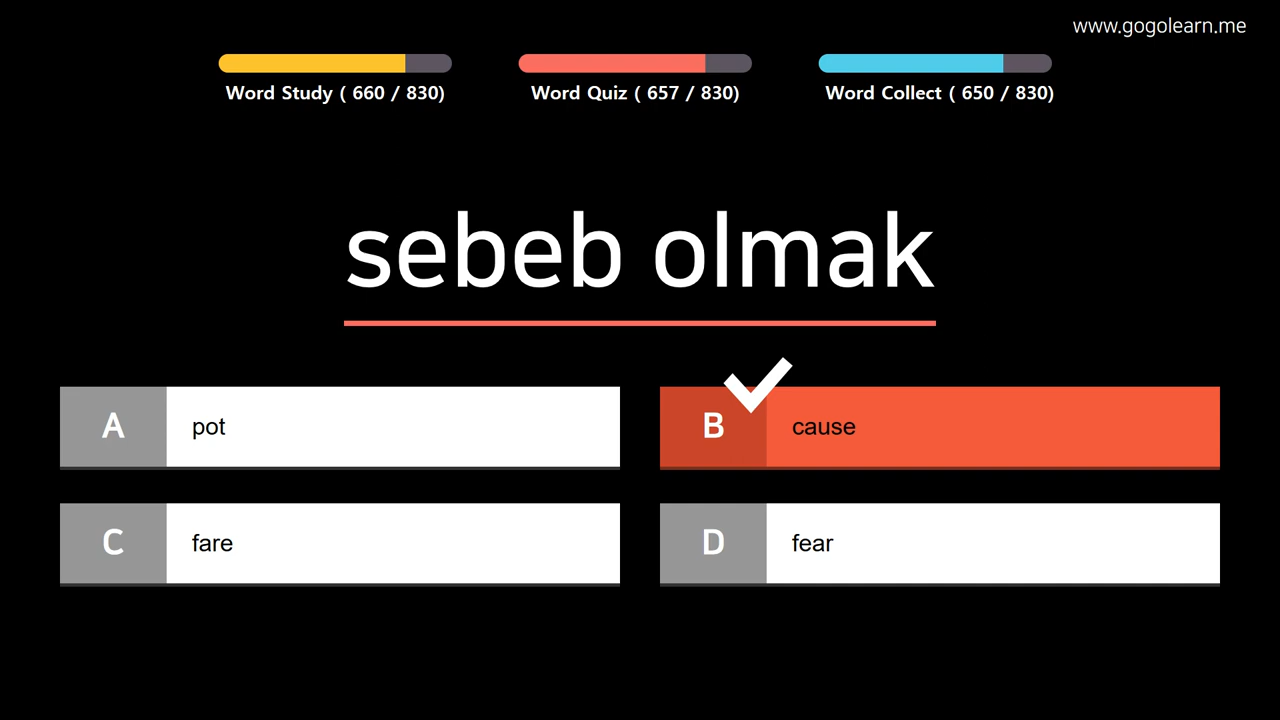 www.gogolearn.me
Word Study ( 660 / 830)
Word Quiz ( 657 / 830)
Word Collect ( 650 / 830)
sebeb olmak
A pot
B cause
C fare
D fear